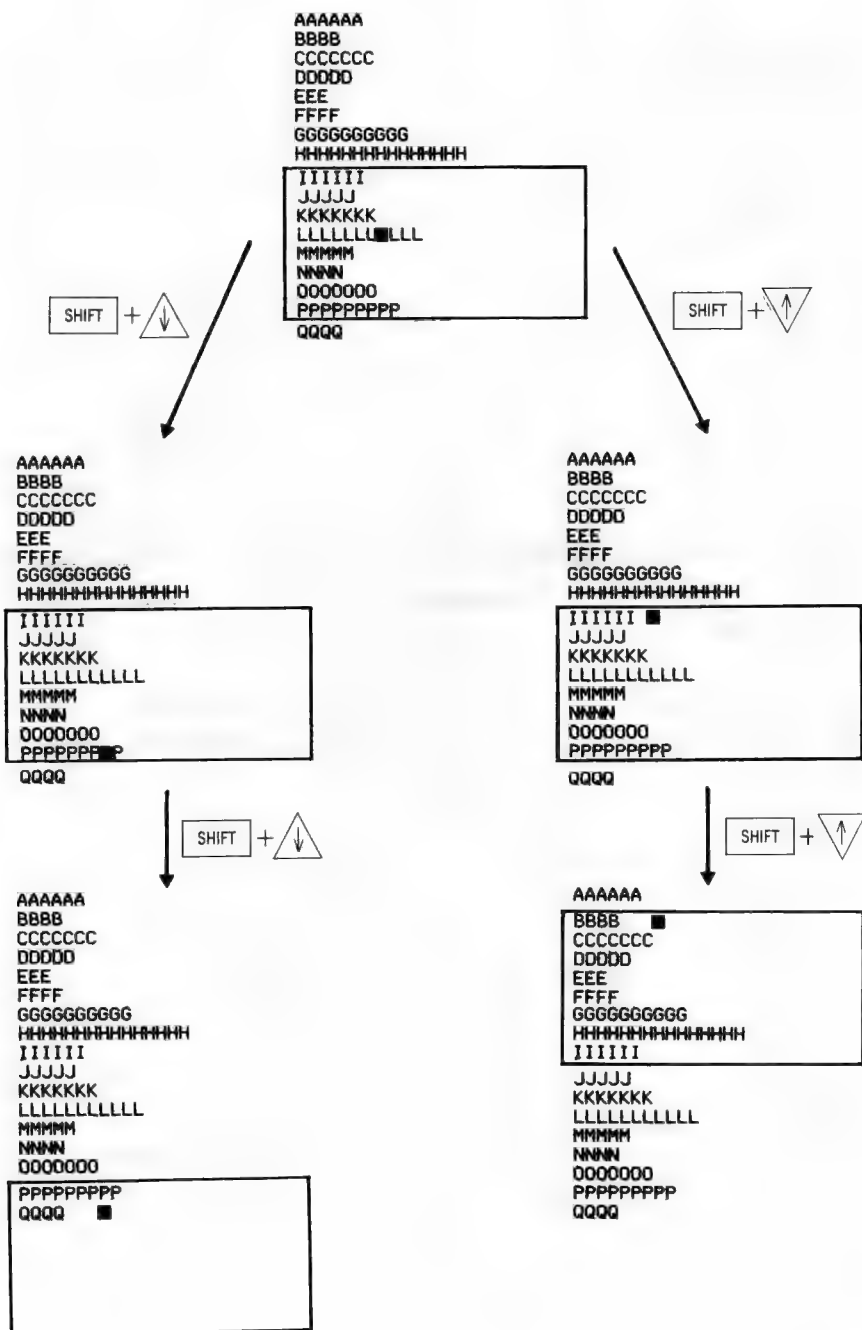 AAAAAA
BBBB
CCCCCCC
DDDDD
EEE
FFFF
GGGGGGGGGG
HHHHHHHHHHHHHHH
IIIIII
JJJJJ
KKKKKKK
LLLLLLL■LLL
MMMMM
NNNN
OOOOOOO
PPPPPPPPP
QQQQ
SHIFT + ↓
SHIFT + ↑
AAAAAA
BBBB
CCCCCCC
DDDDD
EEE
FFFF
GGGGGGGGGG
HHHHHHHHHHHHHHH
IIIIII
JJJJJ
KKKKKKK
LLLLLLLLLLL
MMMMM
NNNN
OOOOOOO
PPPPPPP■P
QQQQ
AAAAAA
BBBB
CCCCCCC
DDDDD
EEE
FFFF
GGGGGGGGGG
HHHHHHHHHHHHHHH
IIIIII ■
JJJJJ
KKKKKKK
LLLLLLLLLLL
MMMMM
NNNN
OOOOOOO
PPPPPPPPP
QQQQ
SHIFT + ↓
SHIFT + ↑
AAAAAA
BBBB
CCCCCCC
DDDDD
EEE
FFFF
GGGGGGGGGG
HHHHHHHHHHHHHHH
IIIIII
JJJJJ
KKKKKKK
LLLLLLLLLLL
MMMMM
NNNN
OOOOOOO
PPPPPPPPP
QQQQ ■
AAAAAA
BBBB ■
CCCCCCC
DDDDD
EEE
FFFF
GGGGGGGGGG
HHHHHHHHHHHHHHH
IIIIII
JJJJJ
KKKKKKK
LLLLLLLLLLL
MMMMM
NNNN
OOOOOOO
PPPPPPPPP
QQQQ